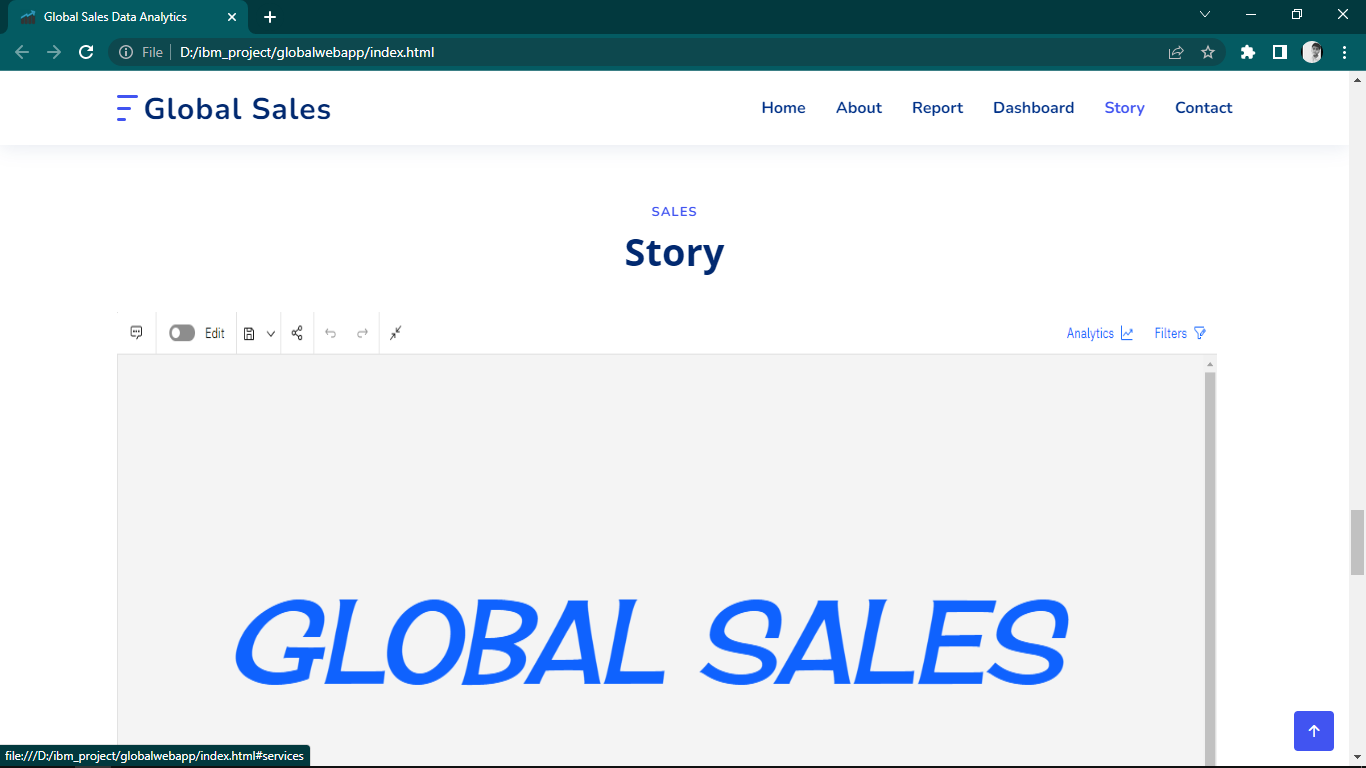 Global Sales Data Analytics
File D:/ibm_project/globalwebapp/index.html
Global Sales Home About Report Dashboard Story Contact
SALES
Story
Edit Analytics Filters
GLOBAL SALES
file:///D:/ibm_project/globalwebapp/index.html#services